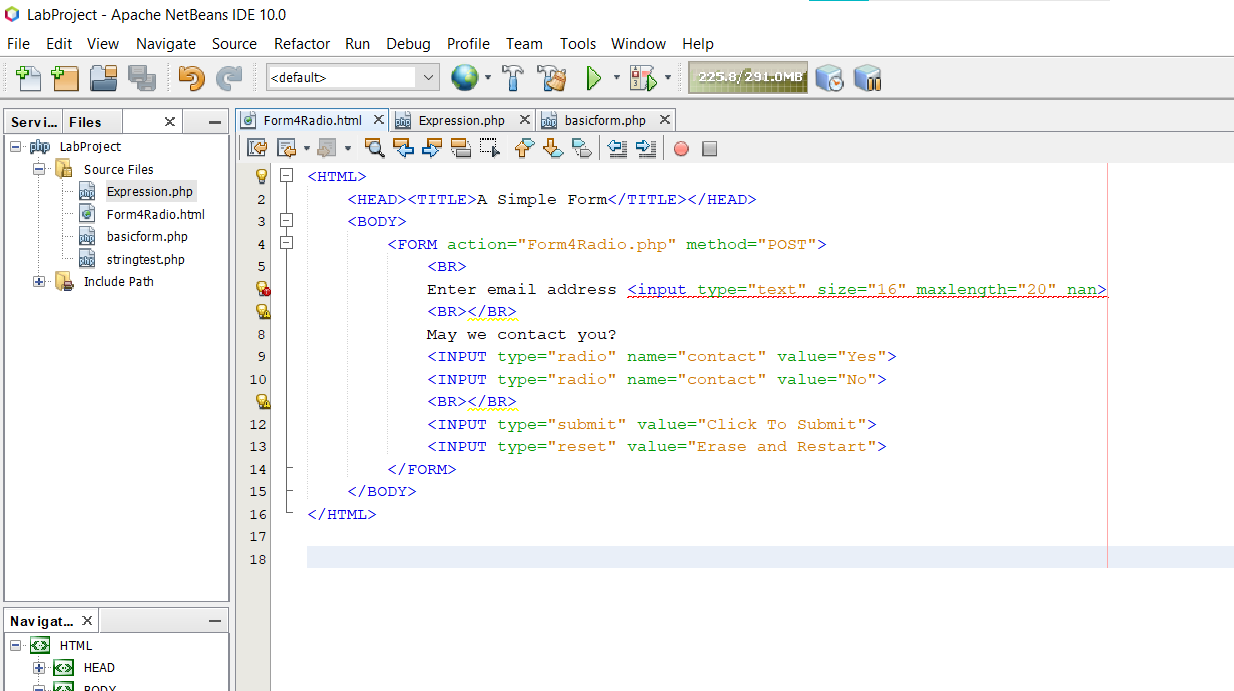 LabProject - Apache NetBeans IDE 10.0
File Edit View Navigate Source Refactor Run Debug Profile Team Tools Window Help
<default>
225.8/291.0MB
Servi...
Files
Form4Radio.html
Expression.php
basicform.php
LabProject
Source Files
Expression.php
Form4Radio.html
basicform.php
stringtest.php
Include Path
<HTML>
2 <HEAD><TITLE>A Simple Form</TITLE></HEAD>
3 <BODY>
4 <FORM action="Form4Radio.php" method="POST">
5 <BR>
Enter email address <input type="text" size="16" maxlength="20" nan>
<BR></BR>
8 May we contact you?
9 <INPUT type="radio" name="contact" value="Yes">
10 <INPUT type="radio" name="contact" value="No">
<BR></BR>
12 <INPUT type="submit" value="Click To Submit">
13 <INPUT type="reset" value="Erase and Restart">
14 </FORM>
15 </BODY>
16 </HTML>
17
18
Navigat...
HTML
HEAD
BODY